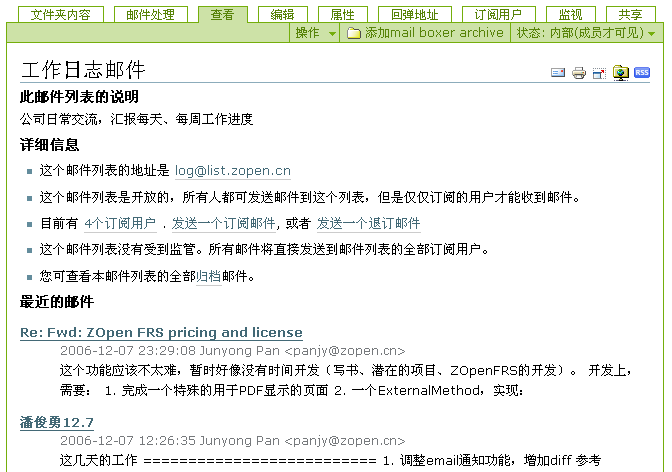 文件夹内容 邮件处理 查看 编辑 属性 回弹地址 订阅用户 监视 共享
操作 添加mail boxer archive 状态: 内部(成员才可见)
工作日志邮件
RSS
此邮件列表的说明
公司日常交流，汇报每天、每周工作进度
详细信息
这个邮件列表的地址是 log@list.zopen.cn
这个邮件列表是开放的，所有人都可发送邮件到这个列表，但是仅仅订阅的用户才能收到邮件。
目前有 4个订阅用户 . 发送一个订阅邮件, 或者 发送一个退订邮件
这个邮件列表没有受到监管。所有邮件将直接发送到邮件列表的全部订阅用户。
您可查看本邮件列表的全部归档邮件。
最近的邮件
Re: Fwd: ZOpen FRS pricing and license
2006-12-07 23:29:08 Junyong Pan <panjy@zopen.cn>
这个功能应该不太难，暂时好像没有时间开发（写书、潜在的项目、ZOpenFRS的开发）。 开发上，
需要： 1. 完成一个特殊的用于PDF显示的页面 2. 一个ExternalMethod，实现:
潘俊勇12.7
2006-12-07 12:26:35 Junyong Pan <panjy@zopen.cn>
这几天的工作 ========================== 1. 调整email通知功能，增加diff 参考